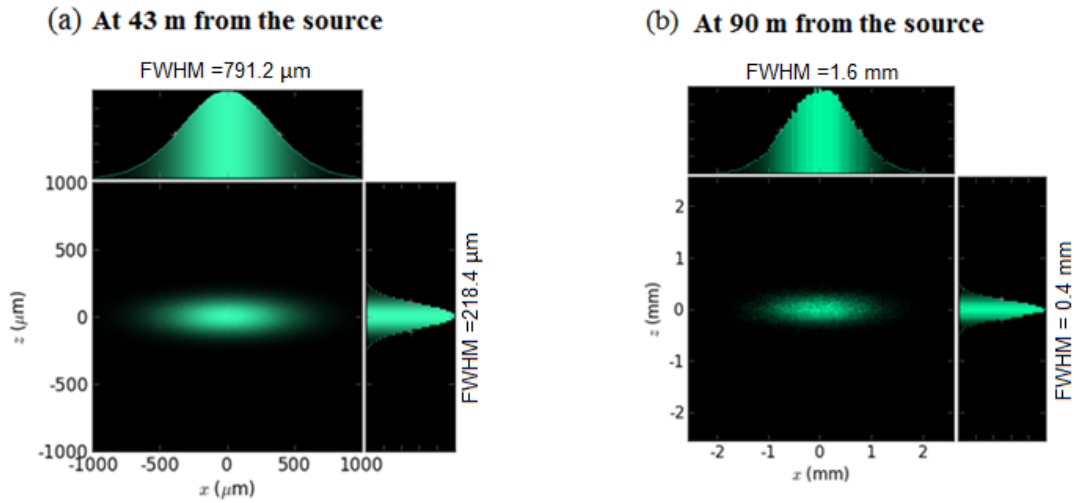 (a) At 43 m from the source
FWHM =791.2 µm
1000
500
0
-500
-1000
-1000 -500 0 500 1000
x (µm)
z (µm)
FWHM =218.4 µm
(b) At 90 m from the source
FWHM =1.6 mm
2
1
0
-1
-2
-2 -1 0 1 2
x (mm)
z (mm)
FWHM = 0.4 mm